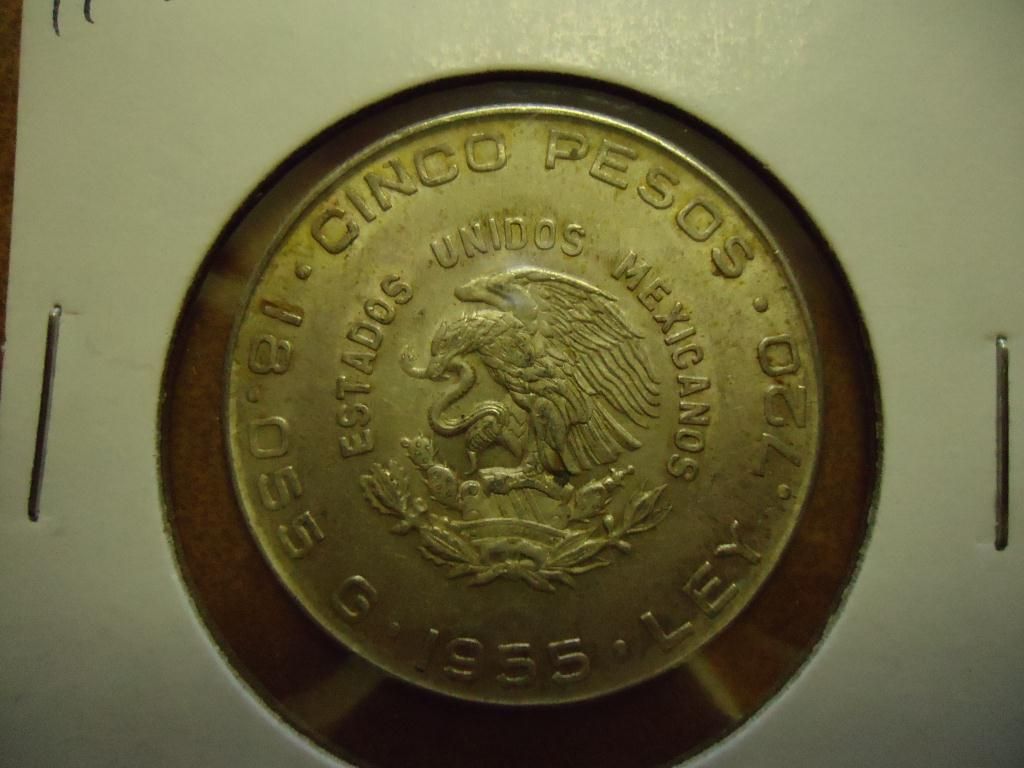 CINCO PESOS · LEY .720 · 1955 · 18.055 G ·
ESTADOS UNIDOS MEXICANOS